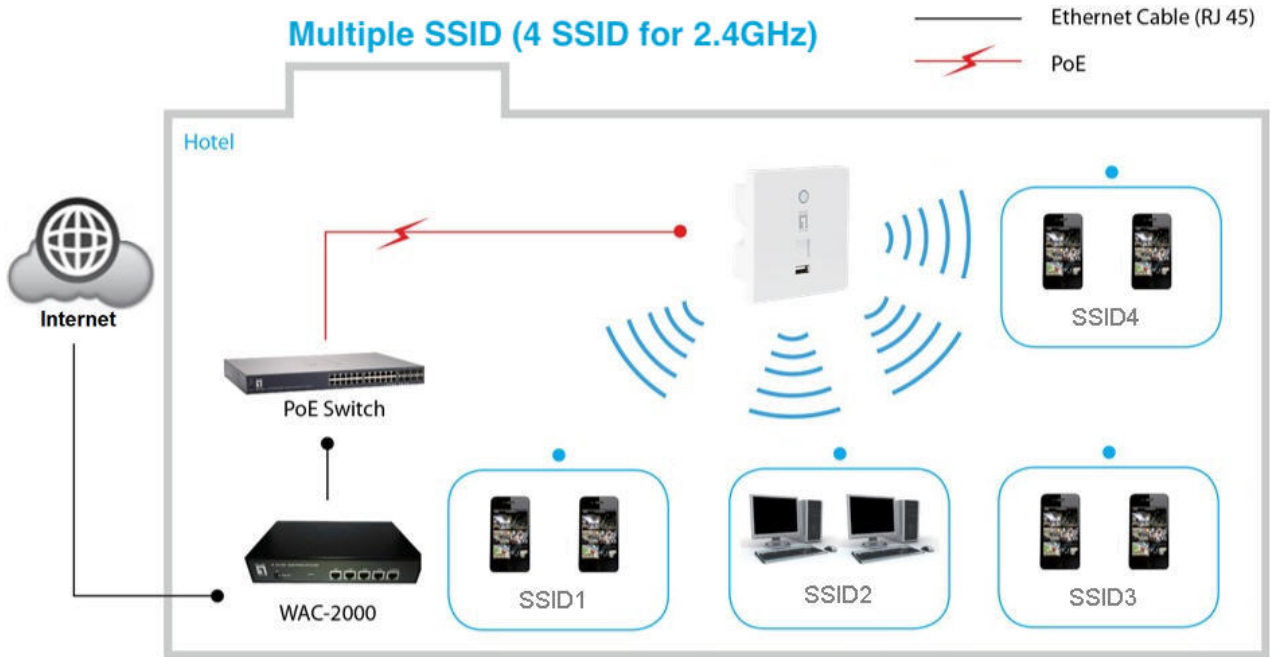 Multiple SSID (4 SSID for 2.4GHz)
Ethernet Cable (RJ 45)
PoE
Hotel
Internet
PoE Switch
WAC-2000
SSID4
SSID1
SSID2
SSID3